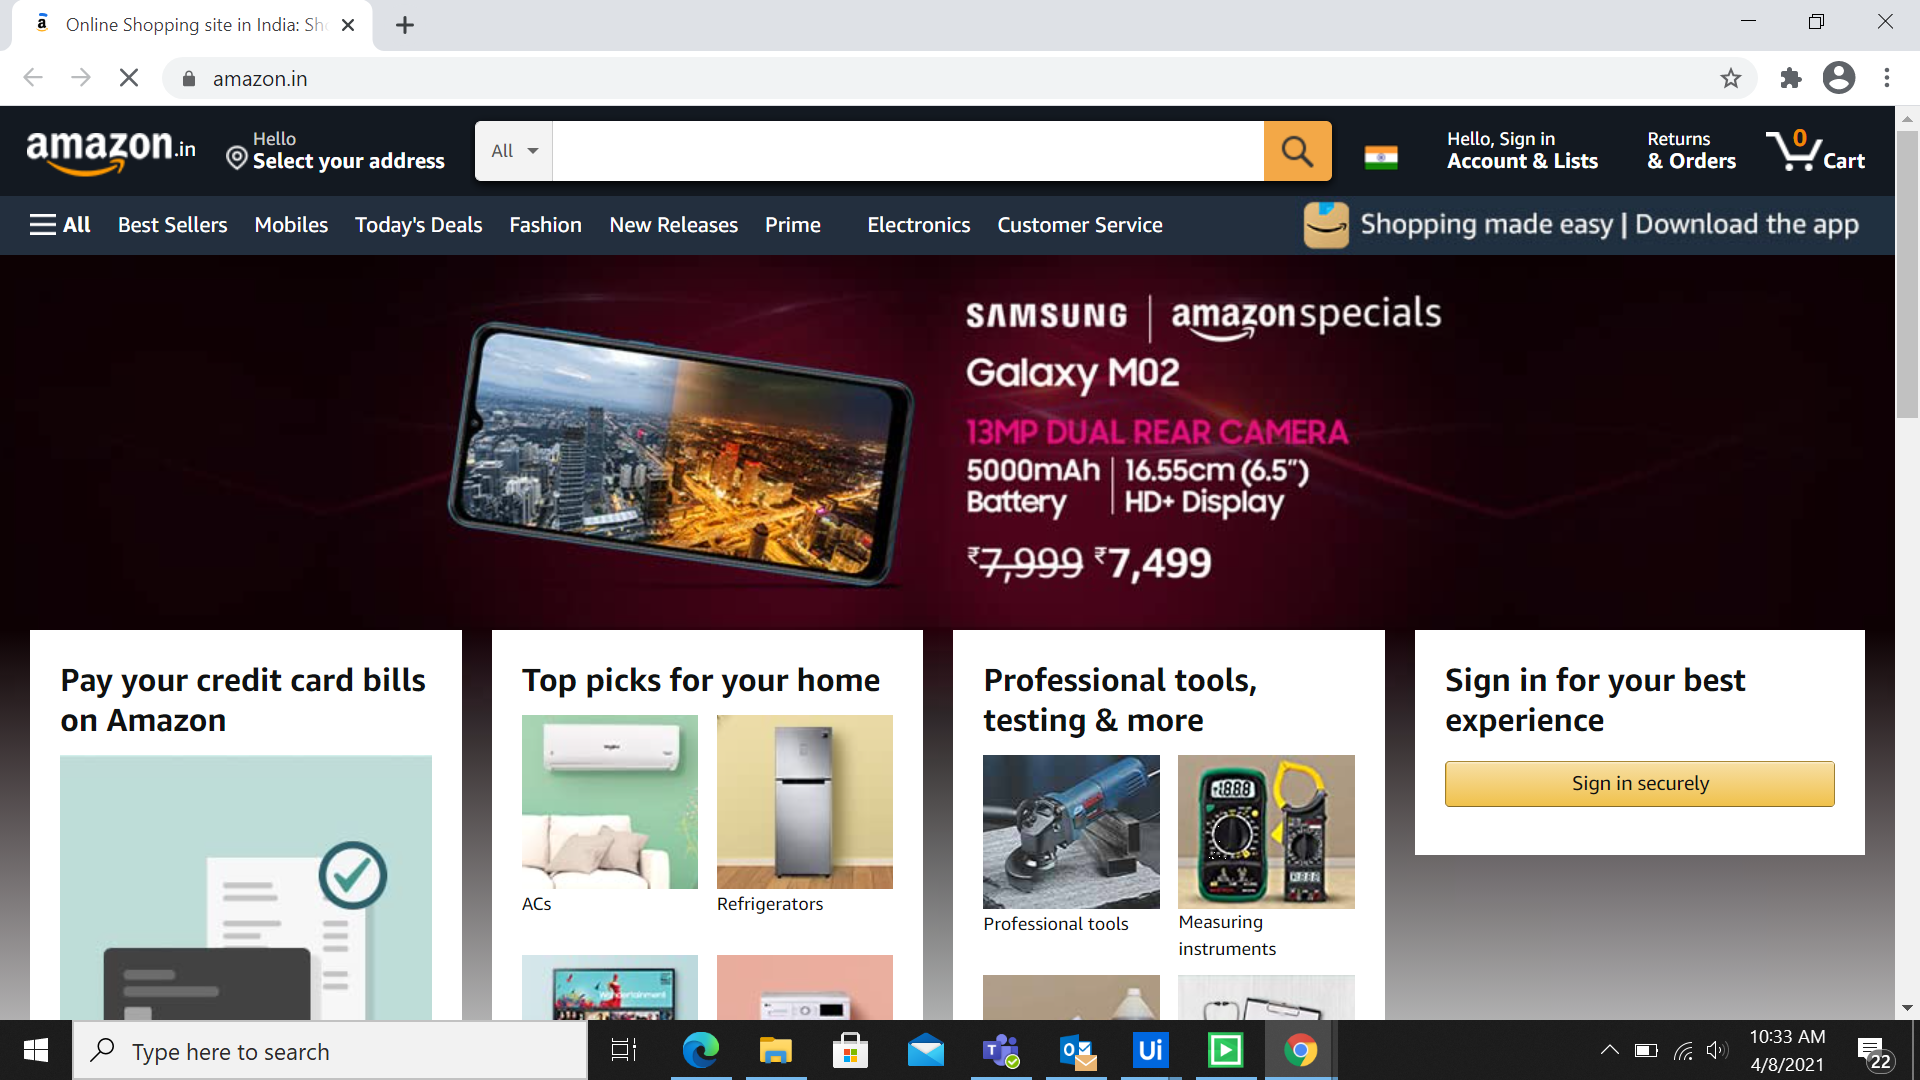 Online Shopping site in India: Sh
amazon.in
amazon.in
Hello
Select your address
All
Hello, Sign in
Account & Lists
Returns
& Orders
0
Cart
All
Best Sellers
Mobiles
Today's Deals
Fashion
New Releases
Prime
Electronics
Customer Service
Shopping made easy | Download the app
SAMSUNG | amazonspecials
Galaxy M02
13MP DUAL REAR CAMERA
5000mAh
Battery
16.55cm (6.5")
HD+ Display
₹7,999 ₹7,499
Pay your credit card bills
on Amazon
Top picks for your home
ACs
Refrigerators
Professional tools,
testing & more
Professional tools
Measuring
instruments
Sign in for your best
experience
Sign in securely
Type here to search
Ui
10:33 AM
4/8/2021
22